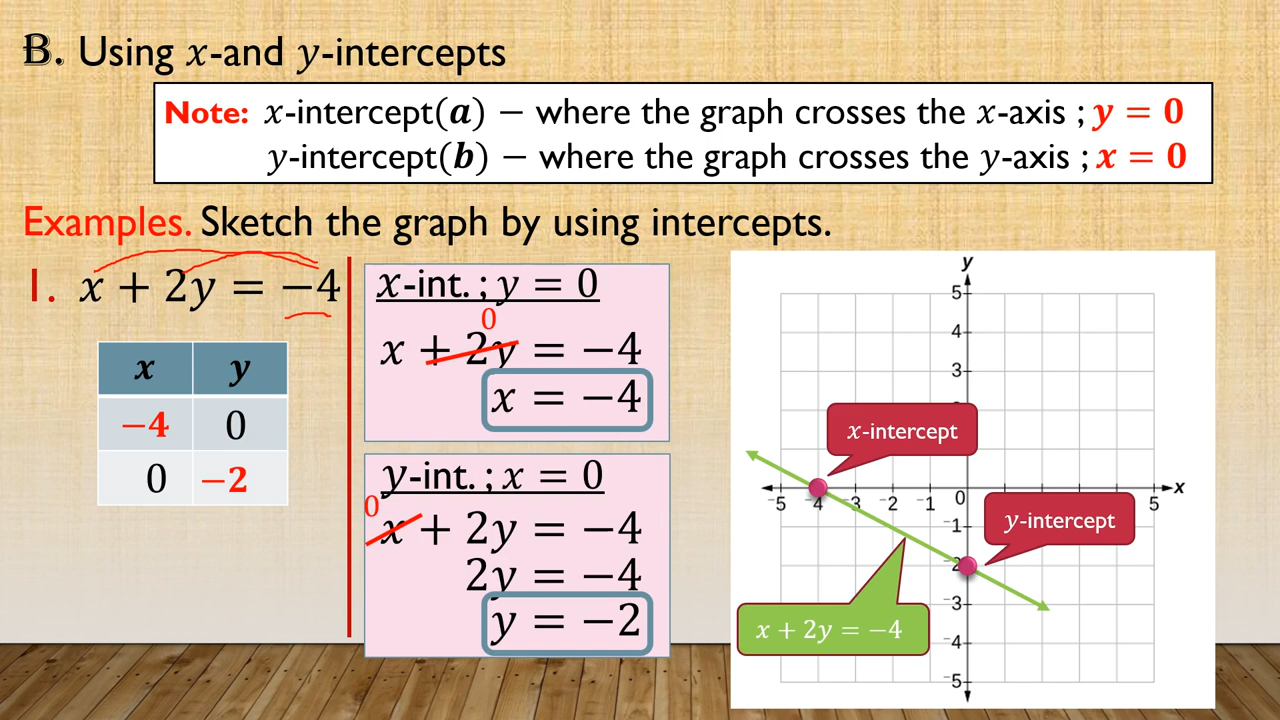 B. Using x-and y-intercepts
Note: x-intercept(a) – where the graph crosses the x-axis ; y = 0
y-intercept(b) – where the graph crosses the y-axis ; x = 0
Examples. Sketch the graph by using intercepts.
1. x + 2y = −4
x y
−4 0
0 −2
x-int. ; y = 0
0
x + 2y = −4
x = −4
y-int. ; x = 0
0
x + 2y = −4
2y = −4
y = −2
y
5
4
3
x-intercept
-5 -4 -3 2 -1 0 5 x
-1
y-intercept
2
-3
x + 2y = −4
-4
-5